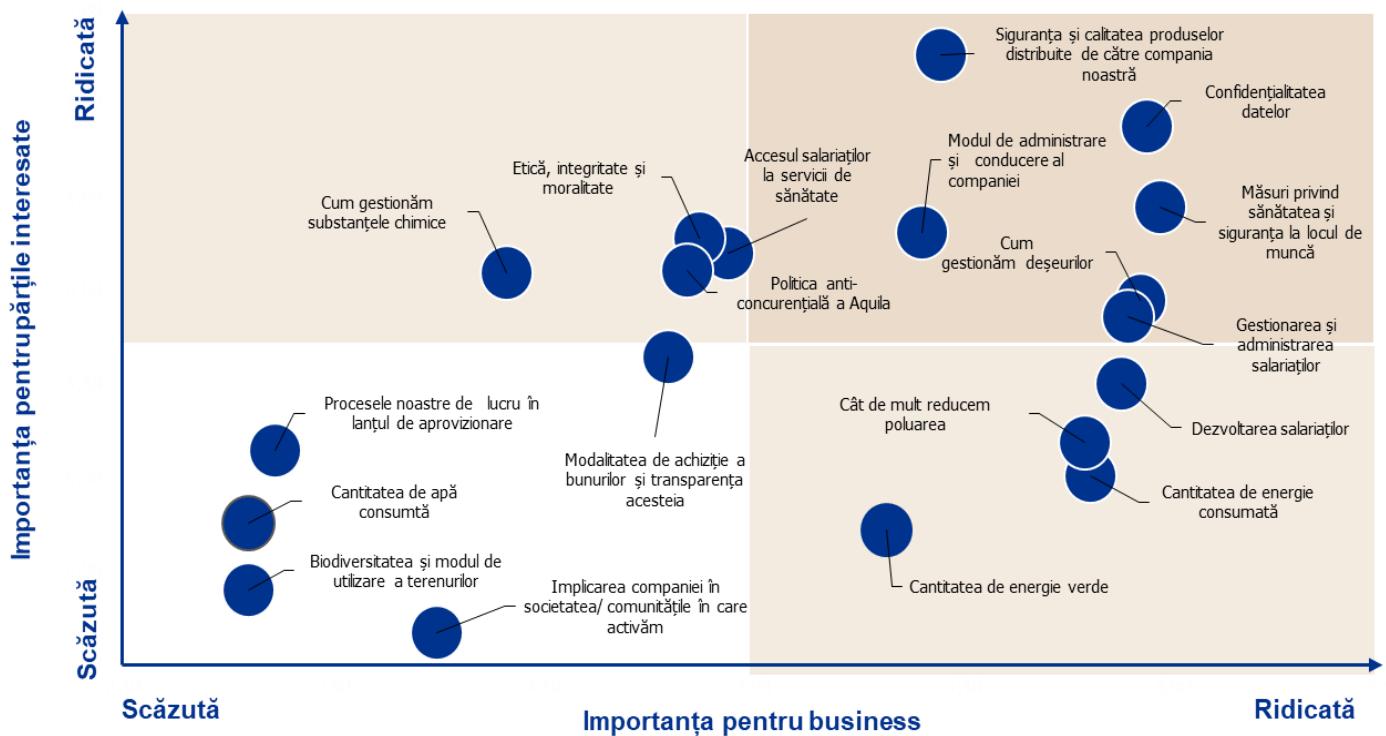 Ridicată
Importanța pentrupărțile interesate
Scăzută
Siguranța și calitatea produselor
distribuite de către compania
noastră
Confidențialitatea
datelor
Modul de administrare
și conducere al
companiei
Accesul salariaților
la servicii de
sănătate
Etică, integritate și
moralitate
Cum gestionăm
substanțele chimice
Măsuri privind
sănătatea și
siguranța la locul de
muncă
Cum
gestionăm deșeurilor
Politica anti-
concurențială a Aquila
Gestionarea și
administrarea
salariaților
Procesele noastre de lucru în
lanțul de aprovizionare
Cât de mult reducem
poluarea
Dezvoltarea salariaților
Modalitatea de achiziție a
bunurilor și transparența
acesteia
Cantitatea de apă
consumtă
Cantitatea de energie
consumată
Biodiversitatea și modul de
utilizare a terenurilor
Implicarea companiei în
societatea/ comunitățile în care
activăm
Cantitatea de energie verde
Scăzută
Importanța pentru business
Ridicată